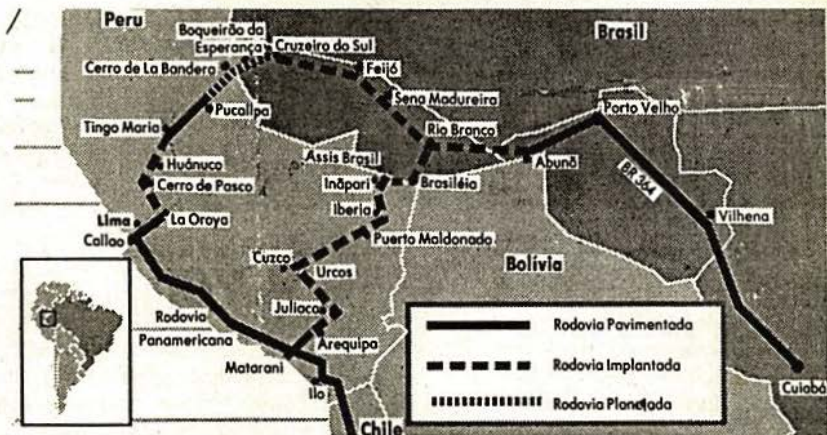 Peru
Boqueirão da
Esperança
Cruzeiro do Sul
Brasil
Cerro de La Bandera
Feijó
Pucallpa
Sena Madureira
Porto Velho
Tingo Maria
Rio Branco
Huánuco
Assis Brasil
Abunã
Cerro de Pasco
Iñapari
Brasiléia
BR 364
Lima
La Oroya
Iberia
Vilhena
Callao
Puerto Maldonado
Cuzco
Urcos
Bolívia
Juliaca
Rodovia
Panamericana
Arequipa
Matarani
Ilo
Chile
Rodovia Pavimentada
Rodovia Implantada
Rodovia Planejada
Cuiabá